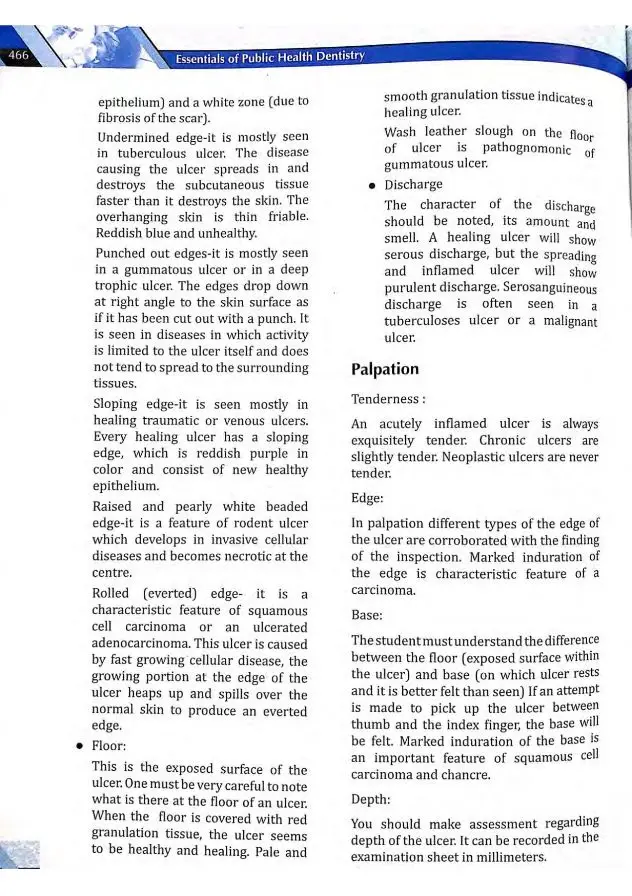 466
Essentials of Public Health Dentistry
epithelium) and a white zone (due to
fibrosis of the scar).
Undermined edge-it is mostly seen
in tuberculous ulcer. The disease
causing the ulcer spreads in and
destroys the subcutaneous tissue
faster than it destroys the skin. The
overhanging skin is thin friable.
Reddish blue and unhealthy.
Punched out edges-it is mostly seen
in a gummatous ulcer or in a deep
trophic ulcer. The edges drop down
at right angle to the skin surface as
if it has been cut out with a punch. It
is seen in diseases in which activity
is limited to the ulcer itself and does
not tend to spread to the surrounding
tissues.
Sloping edge-it is seen mostly in
healing traumatic or venous ulcers.
Every healing ulcer has a sloping
edge, which is reddish purple in
color and consist of new healthy
epithelium.
Raised and pearly white beaded
edge-it is a feature of rodent ulcer
which develops in invasive cellular
diseases and becomes necrotic at the
centre.
Rolled (everted) edge- it is a
characteristic feature of squamous
cell carcinoma or an ulcerated
adenocarcinoma. This ulcer is caused
by fast growing cellular disease, the
growing portion at the edge of the
ulcer heaps up and spills over the
normal skin to produce an everted
edge.
• Floor:
This is the exposed surface of the
ulcer. One must be very careful to note
what is there at the floor of an ulcer.
When the floor is covered with red
granulation tissue, the ulcer seems
to be healthy and healing. Pale and
smooth granulation tissue indicates a
healing ulcer.
Wash leather slough on the floor
of ulcer is pathognomonic of
gummatous ulcer.
• Discharge
The character of the discharge
should be noted, its amount and
smell. A healing ulcer will show
serous discharge, but the spreading
and inflamed ulcer will show
purulent discharge. Serosanguineous
discharge is often seen in a
tuberculoses ulcer or a malignant
ulcer.
Palpation
Tenderness :
An acutely inflamed ulcer is always
exquisitely tender. Chronic ulcers are
slightly tender. Neoplastic ulcers are never
tender.
Edge:
In palpation different types of the edge of
the ulcer are corroborated with the finding
of the inspection. Marked induration of
the edge is characteristic feature of a
carcinoma.
Base:
The student must understand the difference
between the floor (exposed surface within
the ulcer) and base (on which ulcer rests
and it is better felt than seen) If an attempt
is made to pick up the ulcer between
thumb and the index finger, the base will
be felt. Marked induration of the base is
an important feature of squamous cell
carcinoma and chancre.
Depth:
You should make assessment regarding
depth of the ulcer. It can be recorded in the
examination sheet in millimeters.